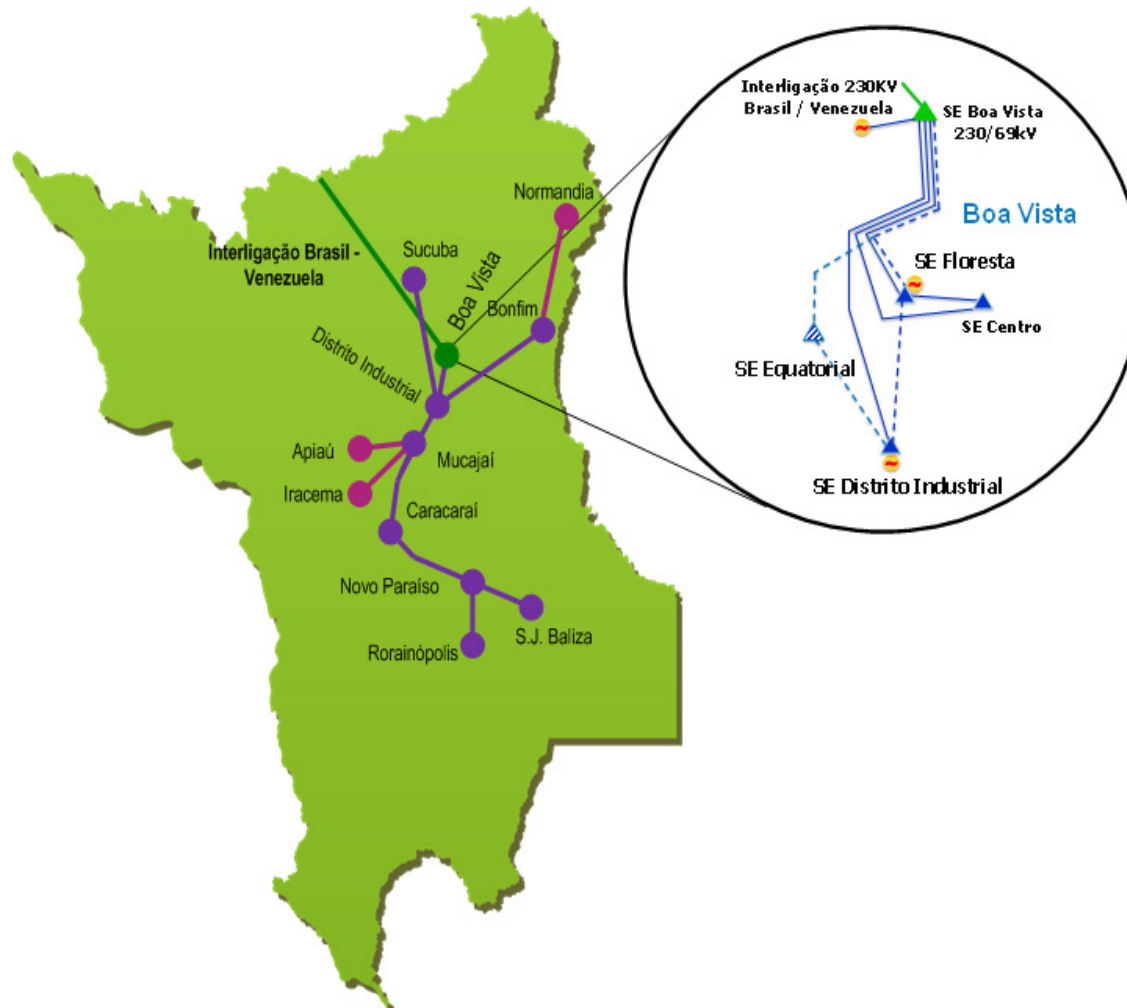 Interligação 230KV
Brasil / Venezuela
SE Boa Vista
230/69kV
Boa Vista
SE Floresta
SE Centro
SE Equatorial
SE Distrito Industrial
Normandia
Interligação Brasil -
Venezuela
Sucuba
Boa Vista
Bonfim
Distrito Industrial
Apiaú
Mucajaí
Iracema
Caracaraí
Novo Paraíso
S.J. Baliza
Rorainópolis